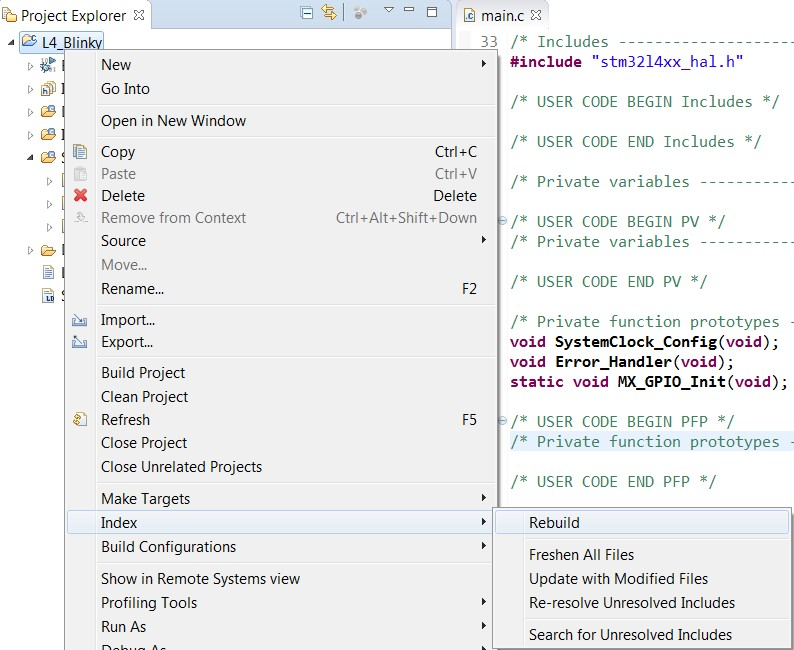 Project Explorer
L4_Blinky
New
Go Into
Open in New Window
Copy Ctrl+C
Paste Ctrl+V
Delete Delete
Remove from Context Ctrl+Alt+Shift+Down
Source
Move...
Rename... F2
Import...
Export...
Build Project
Clean Project
Refresh F5
Close Project
Close Unrelated Projects
Make Targets
Index
Build Configurations
Show in Remote Systems view
Profiling Tools
Run As
Debug As
Rebuild
Freshen All Files
Update with Modified Files
Re-resolve Unresolved Includes
Search for Unresolved Includes
main.c
33 /* Includes --------------------
#include "stm32l4xx_hal.h"
/* USER CODE BEGIN Includes */
/* USER CODE END Includes */
/* Private variables -----------
/* USER CODE BEGIN PV */
/* Private variables -----------
/* USER CODE END PV */
/* Private function prototypes -
void SystemClock_Config(void);
void Error_Handler(void);
static void MX_GPIO_Init(void);
/* USER CODE BEGIN PFP */
/* Private function prototypes -
/* USER CODE END PFP */